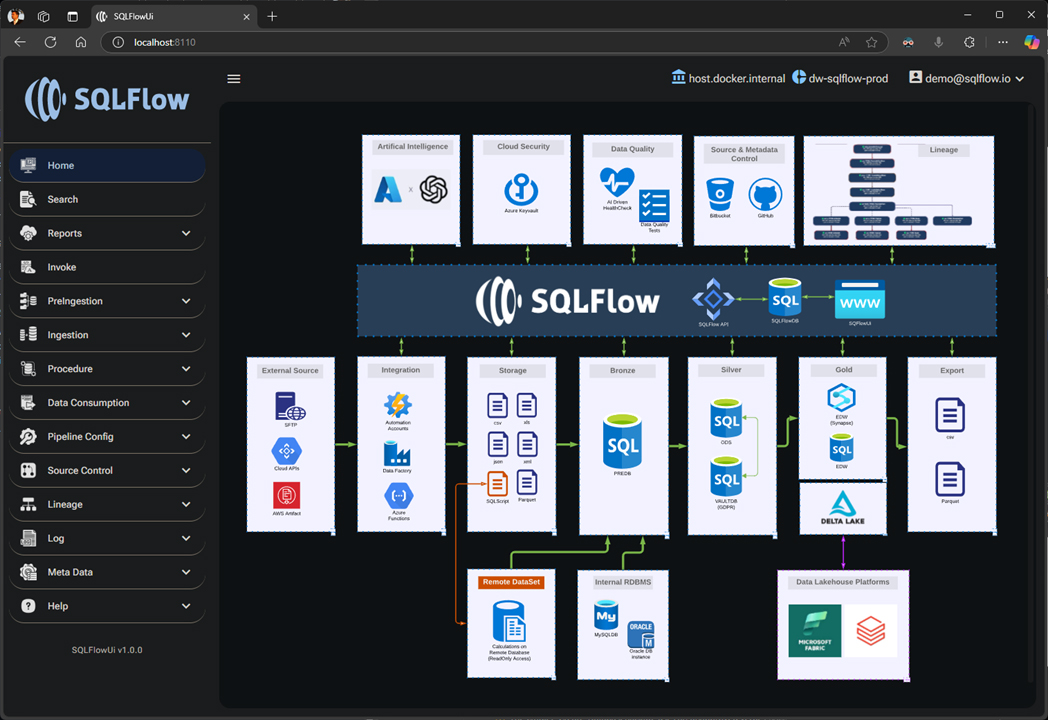 SQLFlowUi
localhost:8110
SQLFlow
host.docker.internal
dw-sqlflow-prod
demo@sqlflow.io
Home
Search
Reports
Invoke
PreIngestion
Ingestion
Procedure
Data Consumption
Pipeline Config
Source Control
Lineage
Log
Meta Data
Help
SQLFlowUi v1.0.0
Artifical Intelligence
x
Cloud Security
Azure Keyvault
Data Quality
AI Driven
HealthCheck
Data Quality
Tests
Source & Metadata
Control
BitBucket
GitHub
Lineage
SQLFlow
SQLFlow API
SQL
SQLFlowDB
WWW
SQFlowUI
External Source
SFTP
Cloud APIs
AWS Artifact
Integration
Automation
Accounts
Data Factory
Azure
Functions
Storage
csv
xls
json
xml
SQLScript
Parquet
Bronze
SQL
PREDB
Silver
SQL
ODS
SQL
VAULTDB
(GDPR)
Gold
EDW
(Synapse)
SQL
EDW
DELTA LAKE
Export
csv
Parquet
Remote DataSet
Calculations on
Remote Database
(ReadOnly Access)
Internal RDBMS
My
MySQLDB
ORACLE
Oracle DB
instance
Data Lakehouse Platforms
MICROSOFT
FABRIC